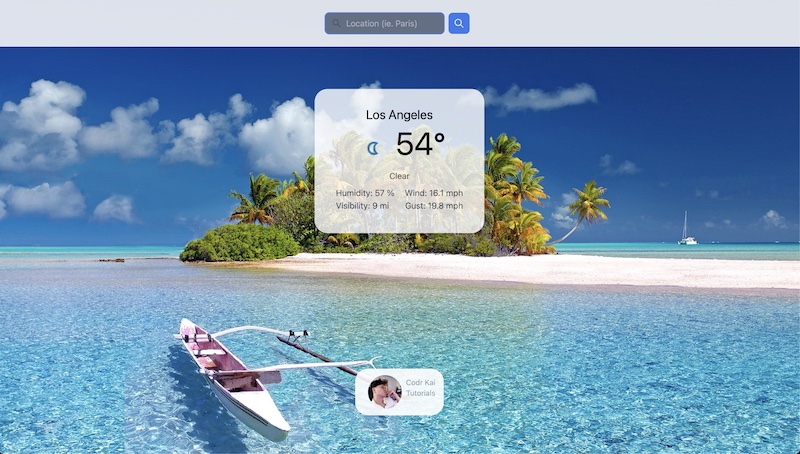 Location (ie. Paris)
Los Angeles
54°
Clear
Humidity: 57 % Wind: 16.1 mph
Visibility: 9 mi Gust: 19.8 mph
Codr Kai
Tutorials